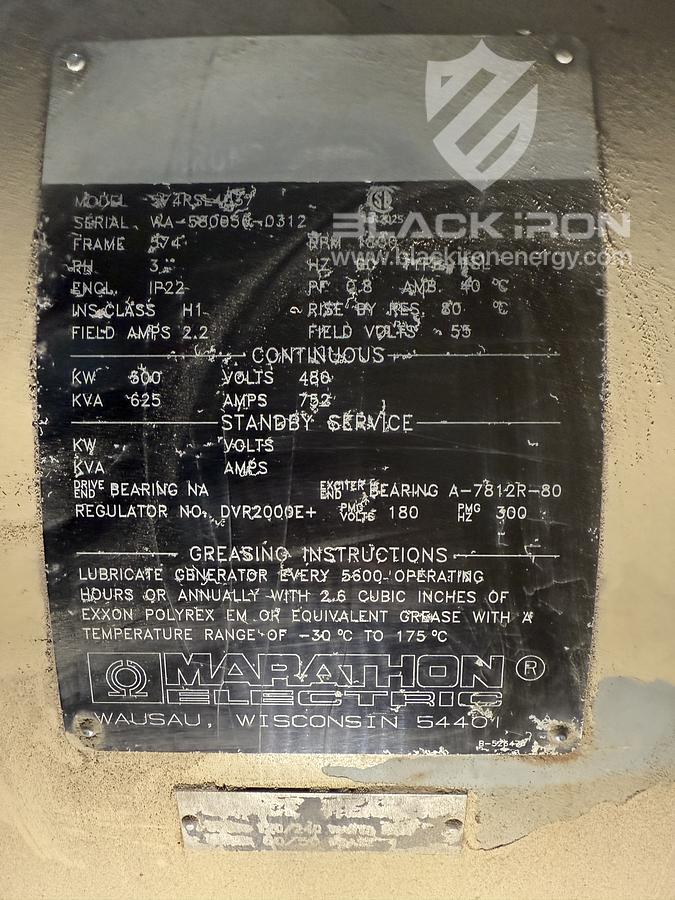 BLACK IRON
www.blackironenergy.com
MODEL
SERIAL WA-580056-0312
FRAME 574 RPM 1800
PH 3 HZ 60
ENCL. IP22 PF 0.8 AMB. 40 °C
INS.CLASS H1 RISE BY RES. 80 °C
FIELD AMPS 2.2 FIELD VOLTS 55
CONTINUOUS
KW 500 VOLTS 480
KVA 625 AMPS 752
STANDBY SERVICE
KW VOLTS
KVA AMPS
DRIVE END BEARING NA EXCITER END BEARING A-7812R-80
REGULATOR NO. DVR2000E+ PMG VOLTS 180 PMG HZ 300
GREASING INSTRUCTIONS
LUBRICATE GENERATOR EVERY 5600 OPERATING
HOURS OR ANNUALLY WITH 2.6 CUBIC INCHES OF
EXXON POLYREX EM OR EQUIVALENT GREASE WITH A
TEMPERATURE RANGE OF -30 °C TO 175 °C
MARATHON ®
ELECTRIC
WAUSAU, WISCONSIN 54401
120/240